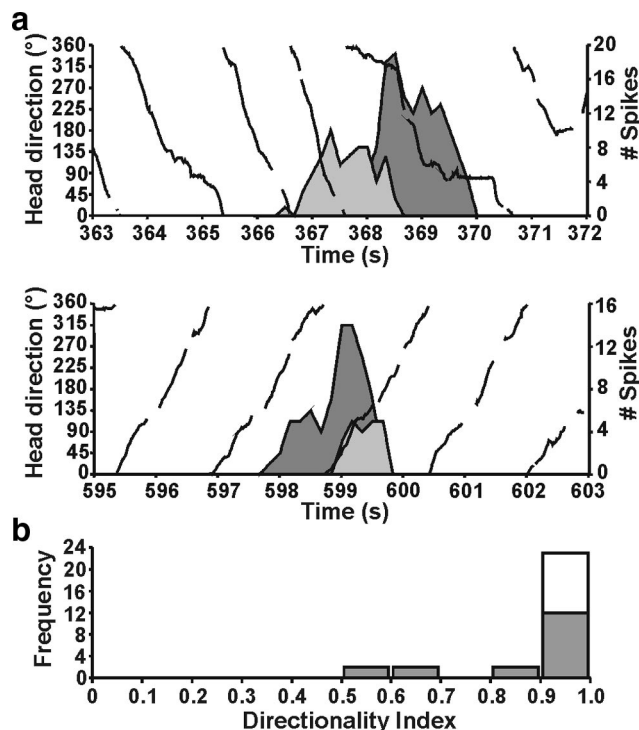 a
Head direction (°)
360
315
270
225
180
135
90
45
0
20
16
12
8
4
0
# Spikes
363 364 365 366 367 368 369 370 371 372
Time (s)
Head direction (°)
360
315
270
225
180
135
90
45
0
16
12
8
4
0
# Spikes
595 596 597 598 599 600 601 602 603
Time (s)
b
Frequency
24
20
16
12
8
4
0
0 0.1 0.2 0.3 0.4 0.5 0.6 0.7 0.8 0.9 1.0
Directionality Index